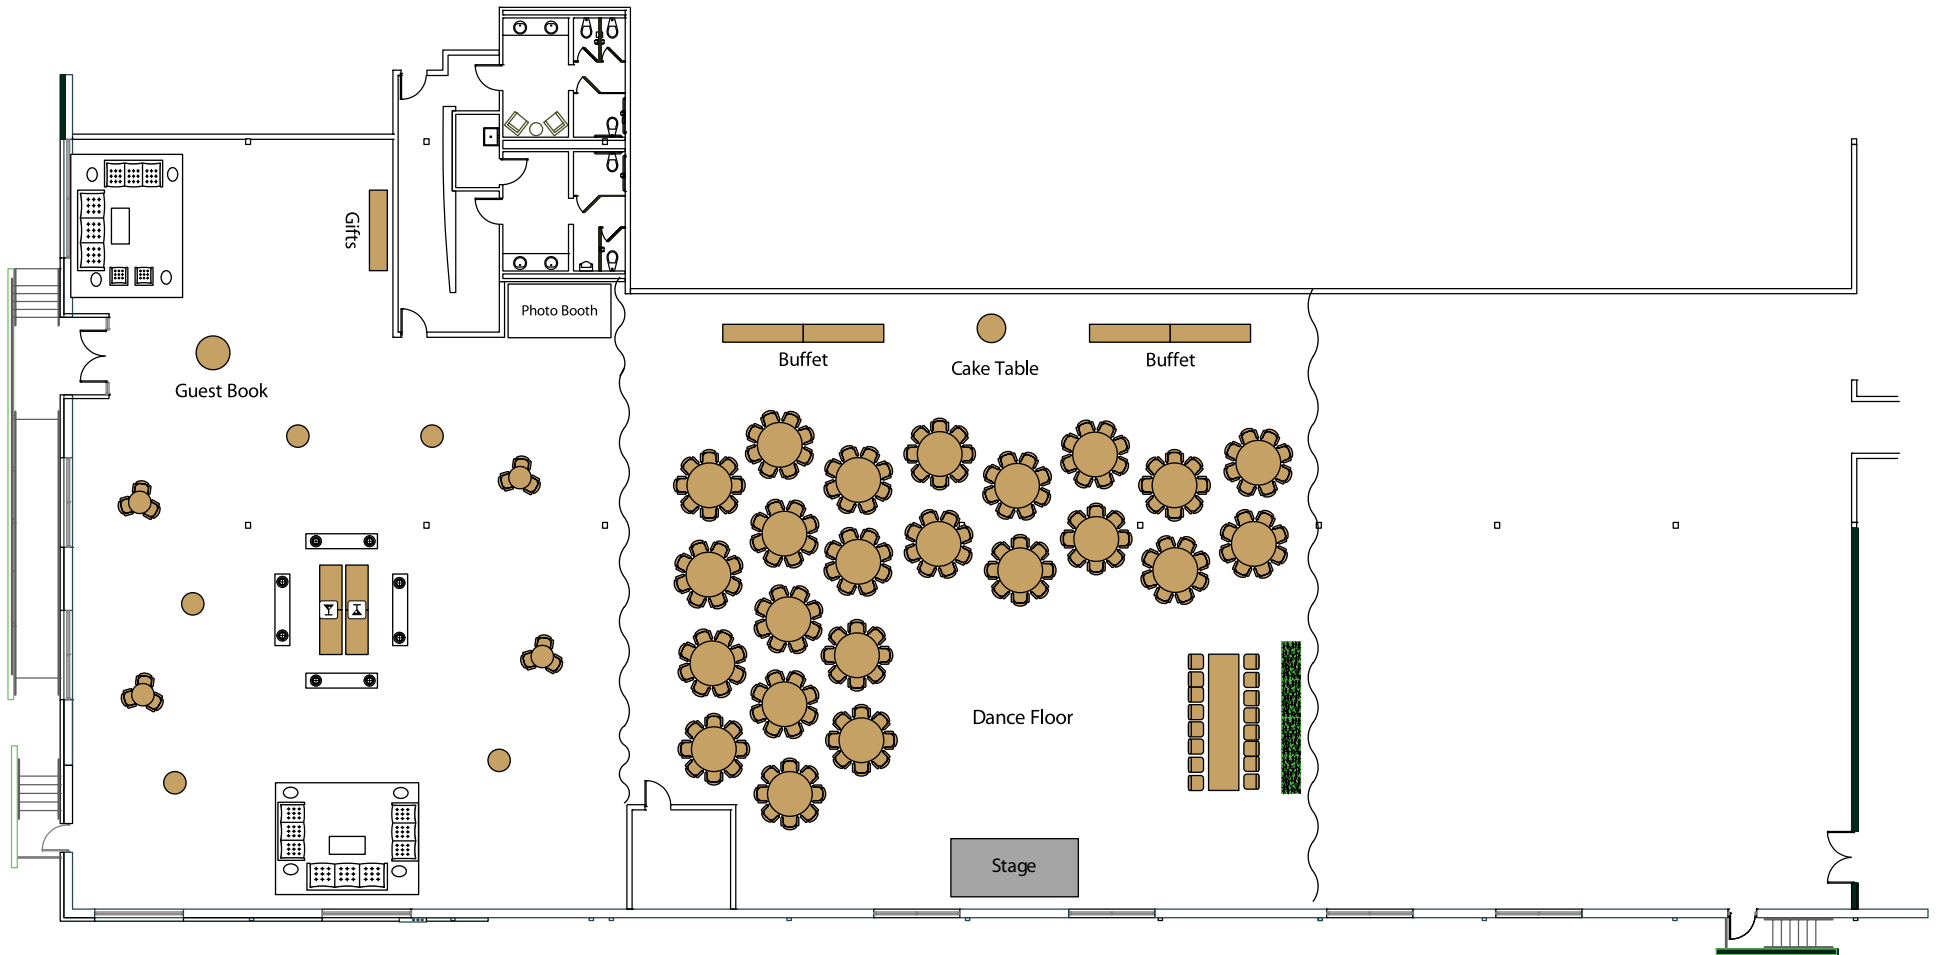 Gifts
Photo Booth
Guest Book
Buffet
Cake Table
Buffet
Dance Floor
Stage